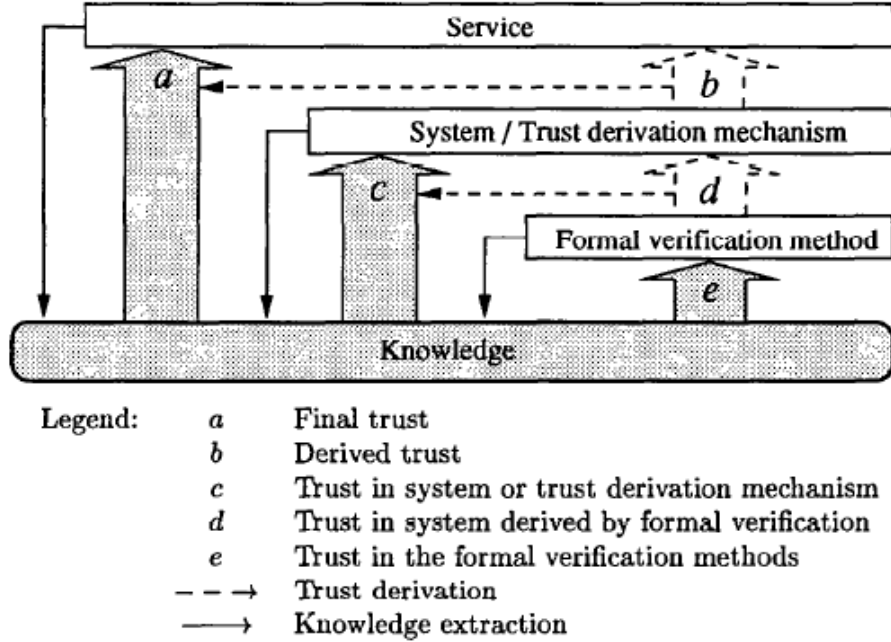 Service
a
b
System / Trust derivation mechanism
c
d
Formal verification method
e
Knowledge
Legend: a Final trust
b Derived trust
c Trust in system or trust derivation mechanism
d Trust in system derived by formal verification
e Trust in the formal verification methods
Trust derivation
Knowledge extraction